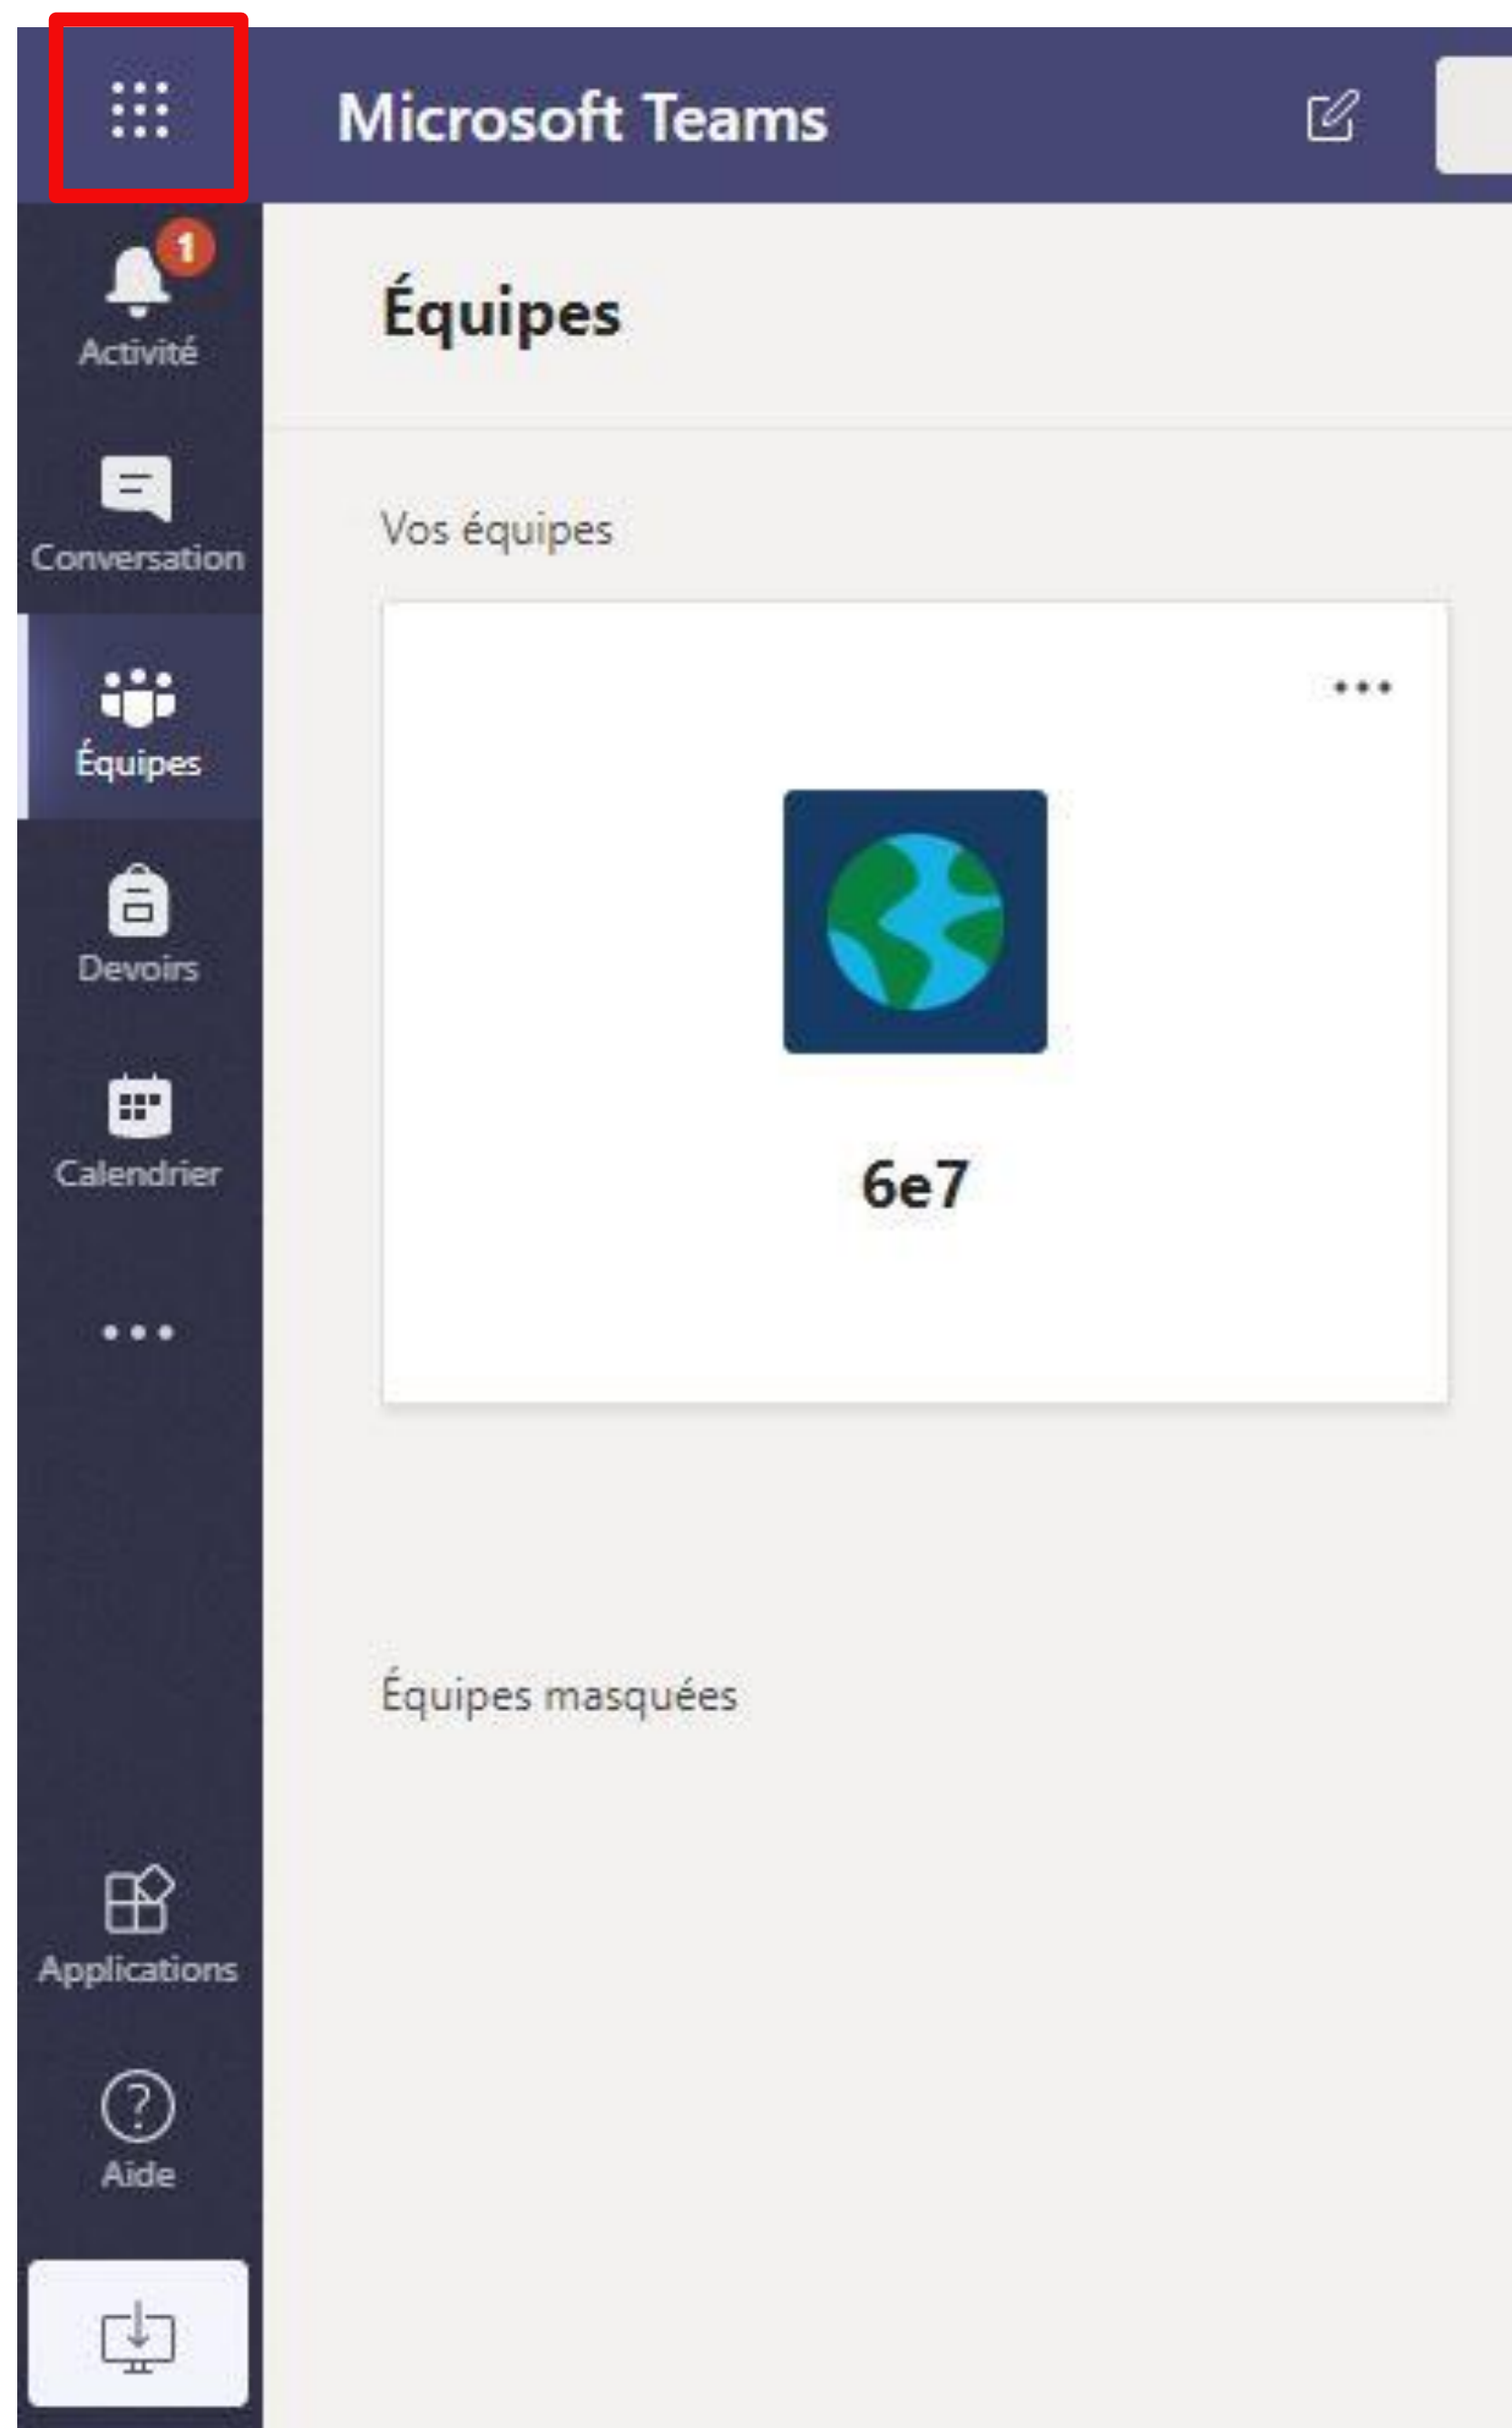 Microsoft Teams
1
Activité
Équipes
Conversation
Vos équipes
Équipes
Devoirs
Calendrier
6e7
Équipes masquées
Applications
Aide